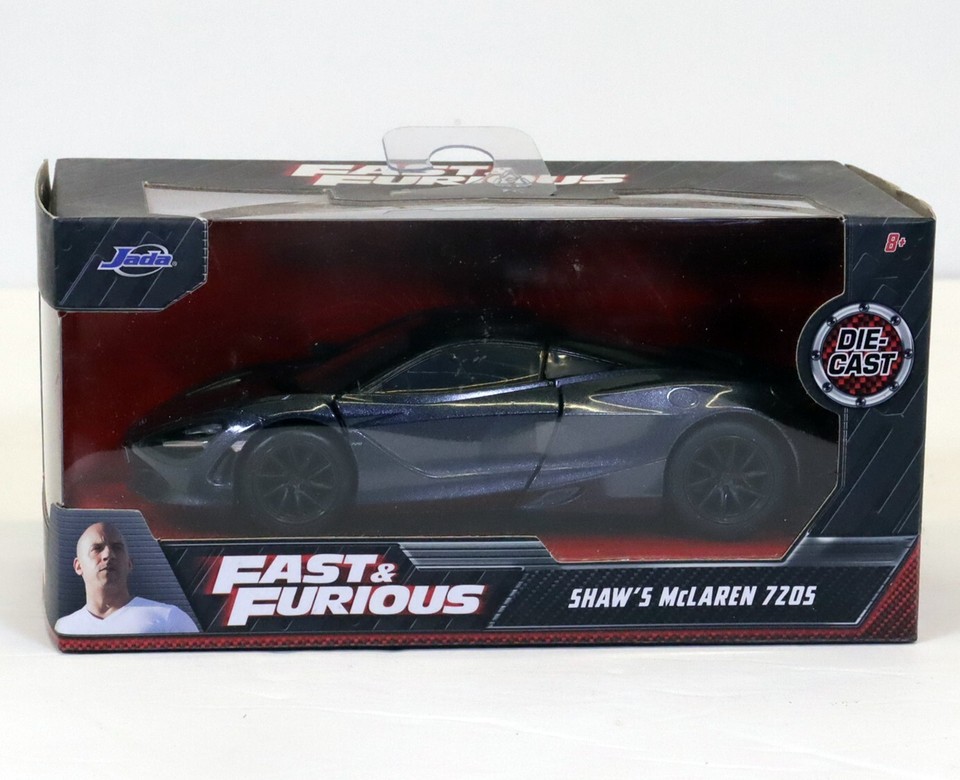 FAST &
FURIOUS
Jada
8+
DIE-
CAST
FAST &
FURIOUS
SHAW'S McLAREN 720S